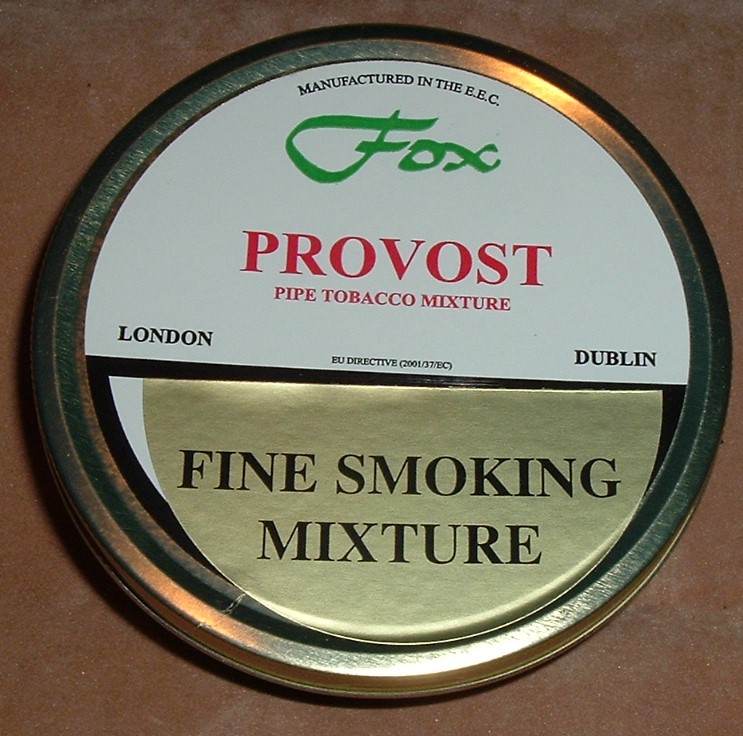 MANUFACTURED IN THE E.E.C.
Fox
PROVOST
PIPE TOBACCO MIXTURE
LONDON
DUBLIN
EU DIRECTIVE (2001/37/EC)
FINE SMOKING
MIXTURE